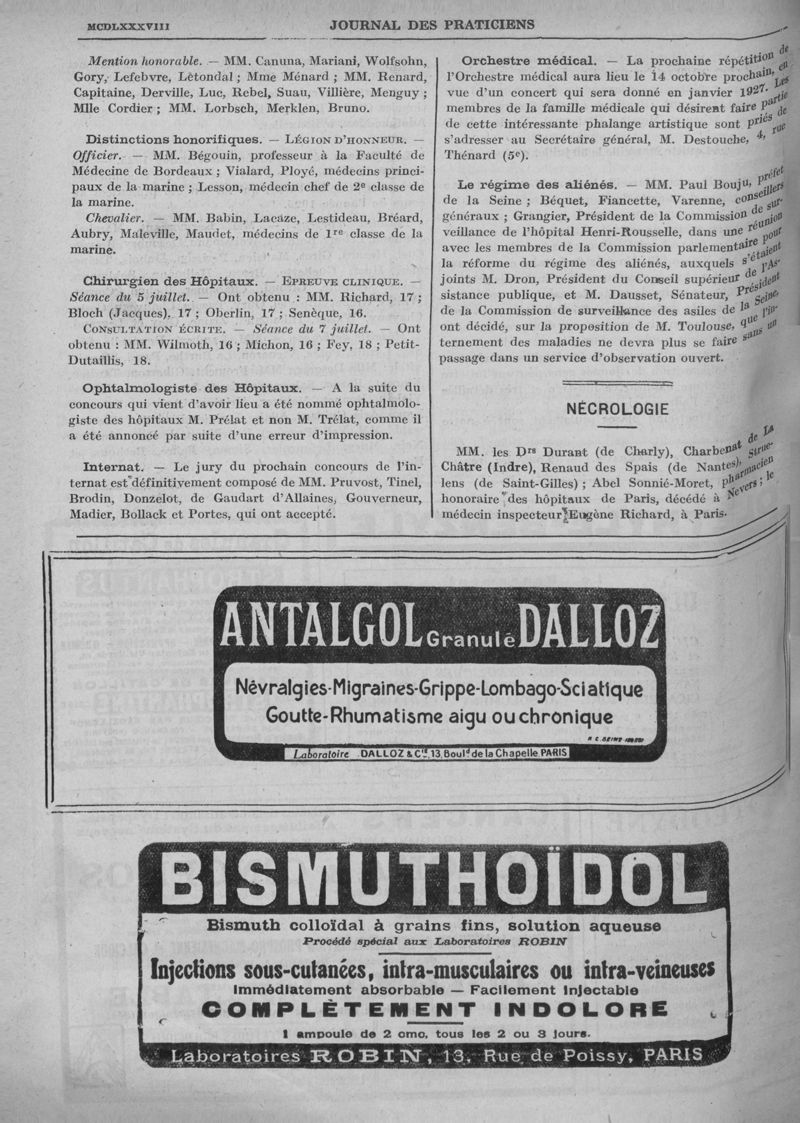 MCDLXXXVIII
JOURNAL DES PRATICIENS
Mention honorable. — MM. Canuna, Mariani, Wolfsohn,
Gory, Lefebvre, Létondal ; Mme Ménard ; MM. Renard,
Capitaine, Derville, Luc, Rebel, Suau, Villière, Menguy ;
Mlle Cordier ; MM. Lorbsch, Merklen, Bruno.
Distinctions honorifiques. — LÉGION D'HONNEUR. —
Officier. — MM. Bégouin, professeur à la Faculté de
Médecine de Bordeaux ; Vialard, Ployé, médecins princi-
paux de la marine ; Lesson, médecin chef de 2e classe de
la marine.
Chevalier. — MM. Babin, Lacaze, Lestideau, Bréard,
Aubry, Maleville, Maudet, médecins de 1re classe de la
marine.
Chirurgien des Hôpitaux. — EPREUVE CLINIQUE. —
Séance du 5 juillet. — Ont obtenu : MM. Richard, 17 ;
Bloch (Jacques), 17 ; Oberlin, 17 ; Senèque, 16.
CONSULTATION ÉCRITE. — Séance du 7 juillet. — Ont
obtenu : MM. Wilmoth, 16 ; Michon, 16 ; Fey, 18 ; Petit-
Dutaillis, 18.
Ophtalmologiste des Hôpitaux. — A la suite du
concours qui vient d'avoir lieu a été nommé ophtalmolo-
giste des hôpitaux M. Prélat et non M. Trélat, comme il
a été annoncé par suite d'une erreur d'impression.
Internat. — Le jury du prochain concours de l'in-
ternat est définitivement composé de MM. Pruvost, Tinel,
Brodin, Donzelot, de Gaudart d'Allaines, Gouverneur,
Madier, Bollack et Portes, qui ont accepté.
Orchestre médical. — La prochaine répétition de
l'Orchestre médical aura lieu le 14 octobre prochain, en
vue d'un concert qui sera donné en janvier 1927. Les
membres de la famille médicale qui désirent faire partie
de cette intéressante phalange artistique sont priés de
s'adresser au Secrétaire général, M. Destouche, 4, rue
Thénard (5e).
Le régime des aliénés. — MM. Paul Bouju, préfet
de la Seine ; Béquet, Fiancette, Varenne, conseillers
généraux ; Grangier, Président de la Commission de sur-
veillance de l'hôpital Henri-Rousselle, dans une réunion
avec les membres de la Commission parlementaire pour
la réforme du régime des aliénés, auxquels s'étaient
joints M. Dron, Président du Conseil supérieur de l'As-
sistance publique, et M. Dausset, Sénateur, Président
de la Commission de surveillance des asiles de la Seine,
ont décidé, sur la proposition de M. Toulouse, que l'in-
ternement des maladies ne devra plus se faire sans un
passage dans un service d'observation ouvert.
NÉCROLOGIE
MM. les Drs Durant (de Charly), Charbenat de La
Châtre (Indre), Renaud des Spais (de Nantes), Strue-
lens (de Saint-Gilles) ; Abel Sonnié-Moret, pharmacien
honoraire des hôpitaux de Paris, décédé à Nevers ; le
médecin inspecteur Eugène Richard, à Paris.
ANTALGOL Granulé DALLOZ
Névralgies-Migraines-Grippe-Lombago-Sciatique
Goutte-Rhumatisme aigu ou chronique
Laboratoire DALLOZ & Cie, 13, Bould de la Chapelle, PARIS
BISMUTHOÏDOL
Bismuth colloïdal à grains fins, solution aqueuse
Procédé spécial aux Laboratoires ROBIN
Injections sous-cutanées, intra-musculaires ou intra-veineuses
Immédiatement absorbable — Facilement injectable
COMPLÈTEMENT INDOLORE
1 ampoule de 2 cmc. tous les 2 ou 3 jours.
Laboratoires ROBIN, 13, Rue de Poissy, PARIS